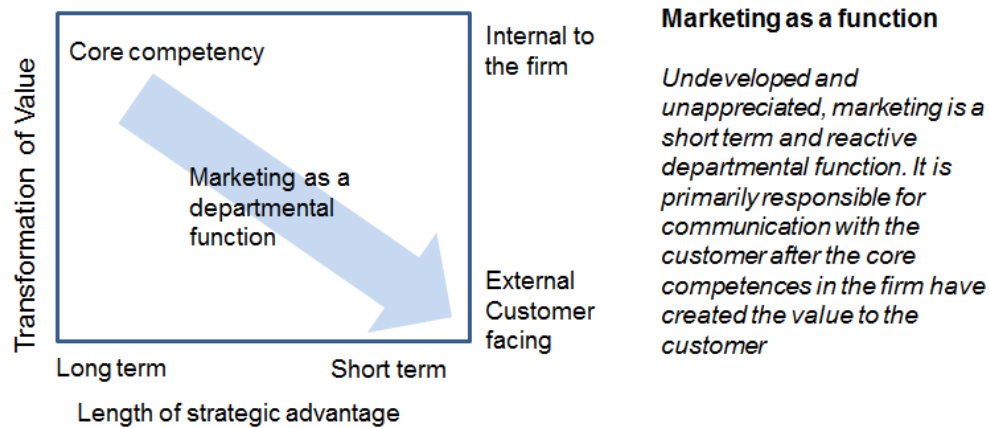 Transformation of Value
Core competency
Marketing as a
departmental
function
Internal to
the firm
External
Customer
facing
Long term
Short term
Length of strategic advantage
Marketing as a function
Undeveloped and
unappreciated, marketing is a
short term and reactive
departmental function. It is
primarily responsible for
communication with the
customer after the core
competences in the firm have
created the value to the
customer